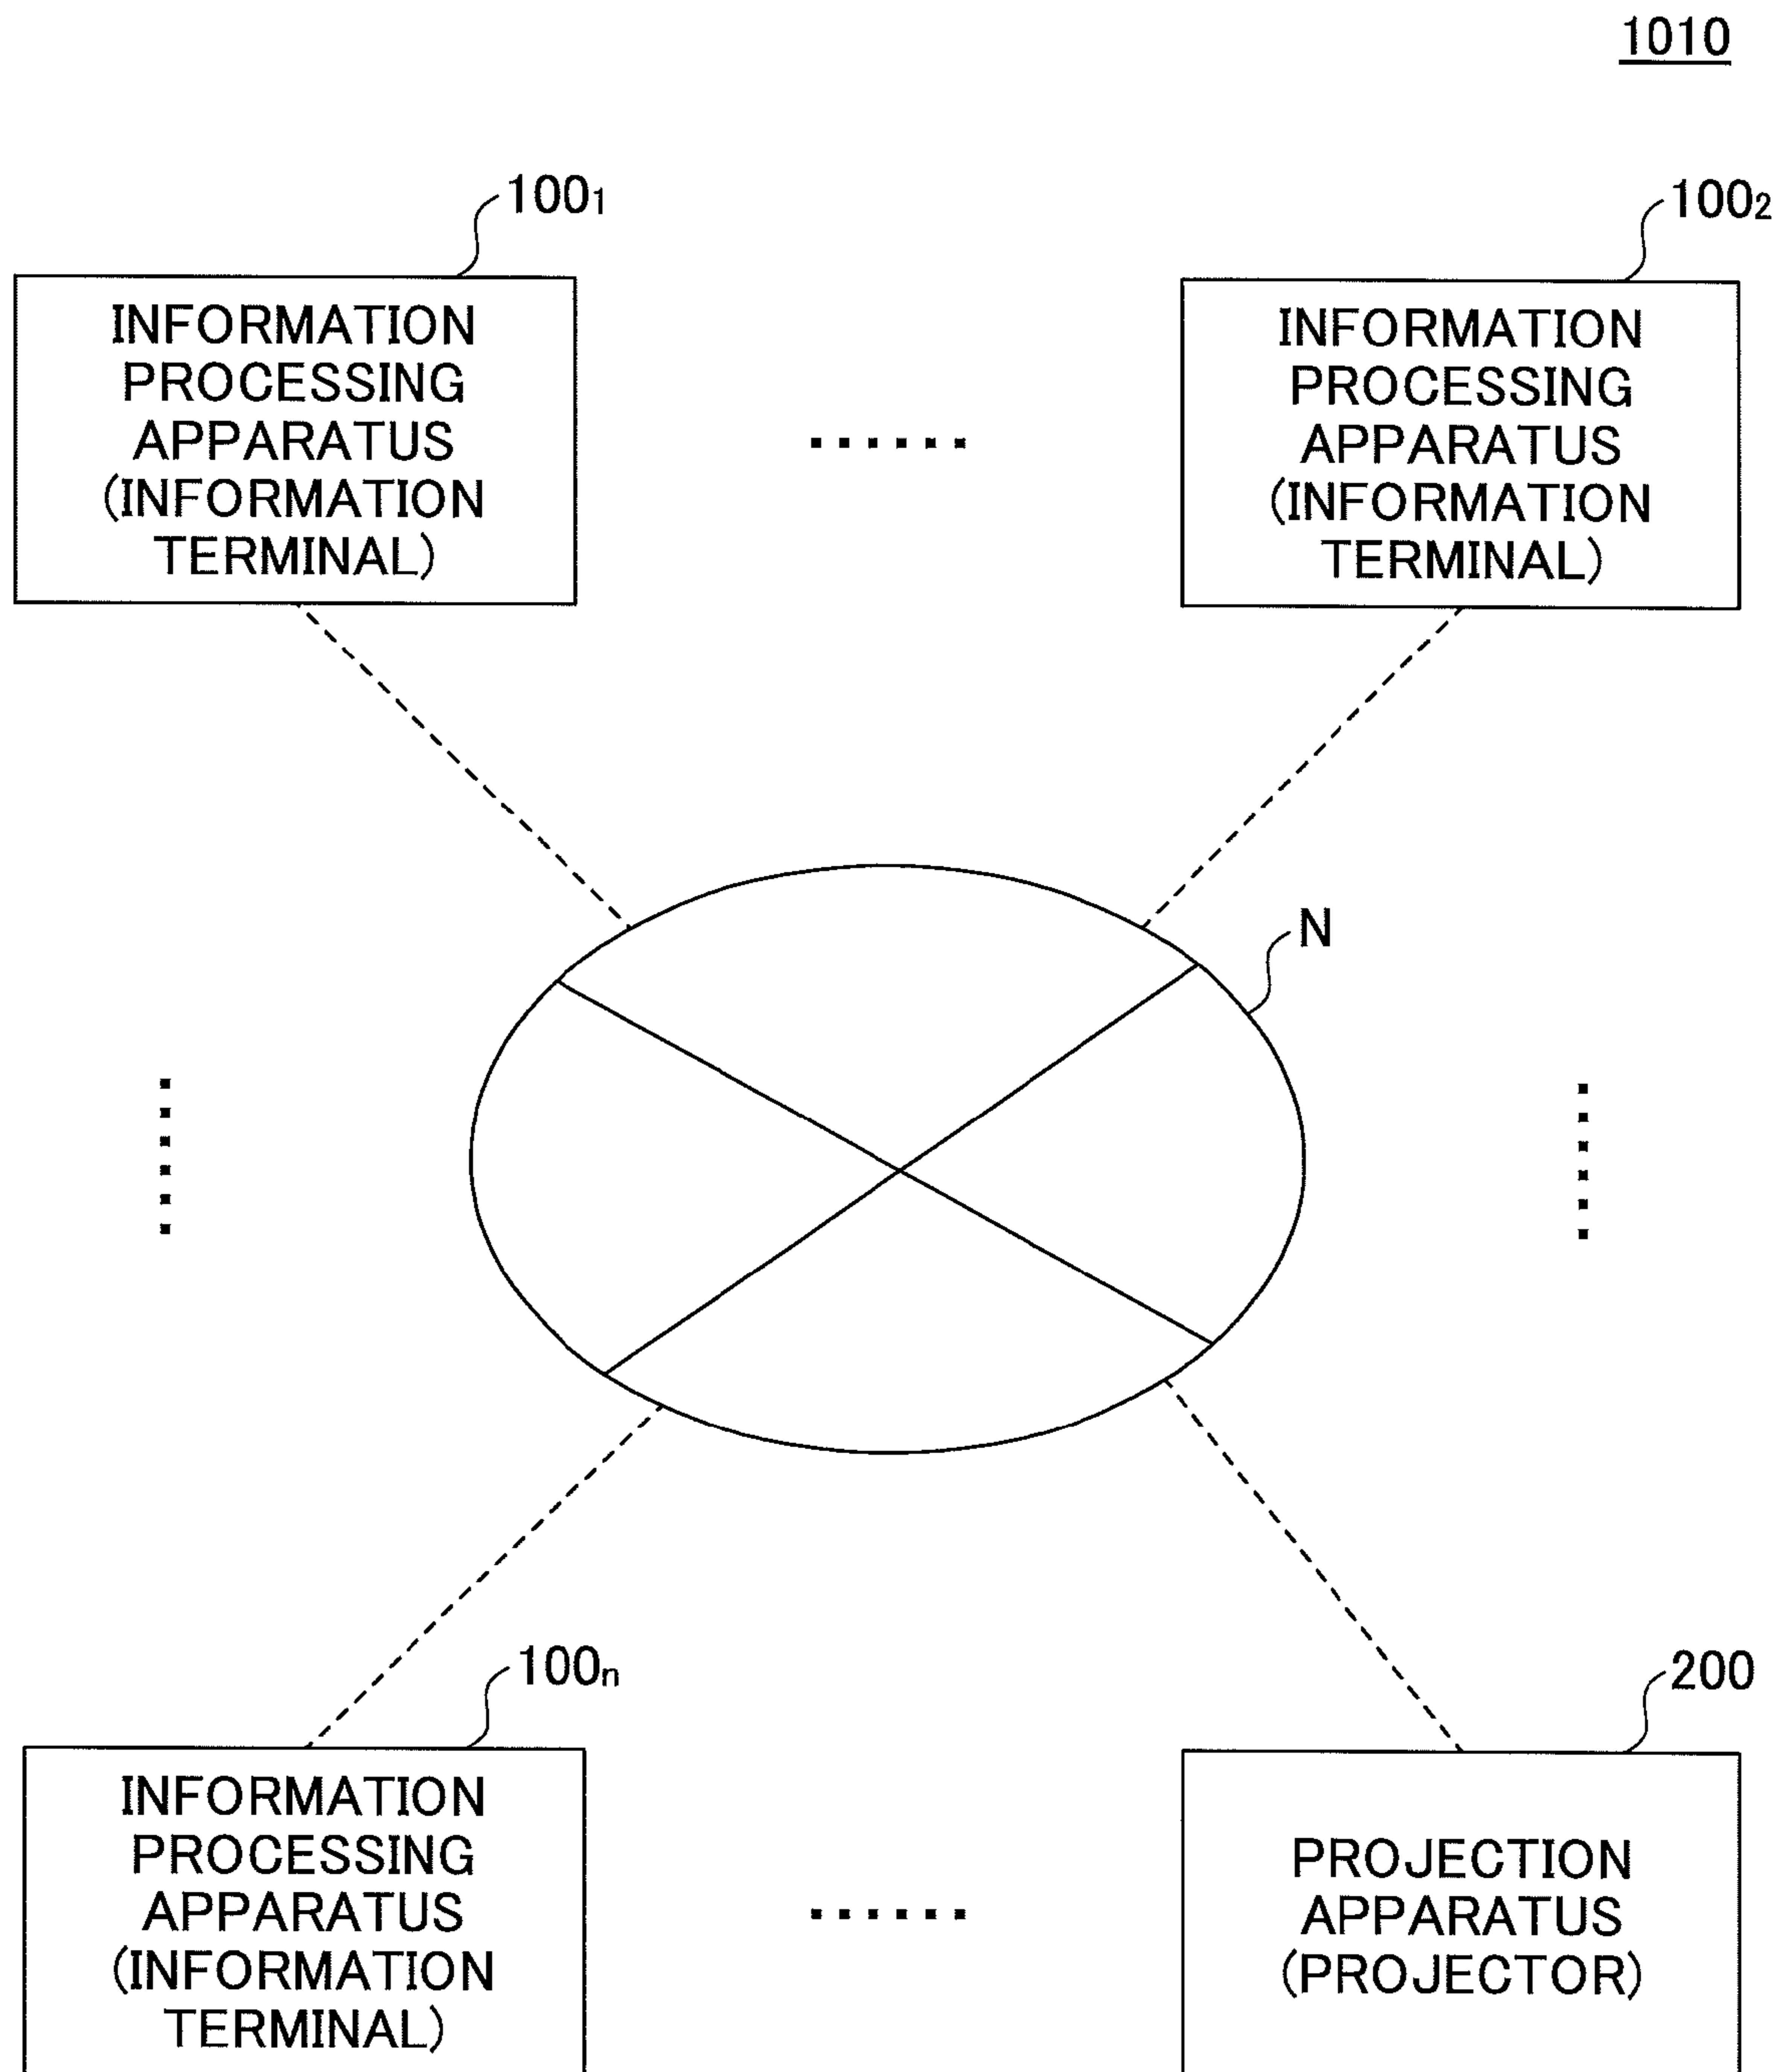 1010
100₁
INFORMATION
PROCESSING
APPARATUS
(INFORMATION
TERMINAL)
100₂
INFORMATION
PROCESSING
APPARATUS
(INFORMATION
TERMINAL)
N
100ₙ
INFORMATION
PROCESSING
APPARATUS
(INFORMATION
TERMINAL)
200
PROJECTION
APPARATUS
(PROJECTOR)